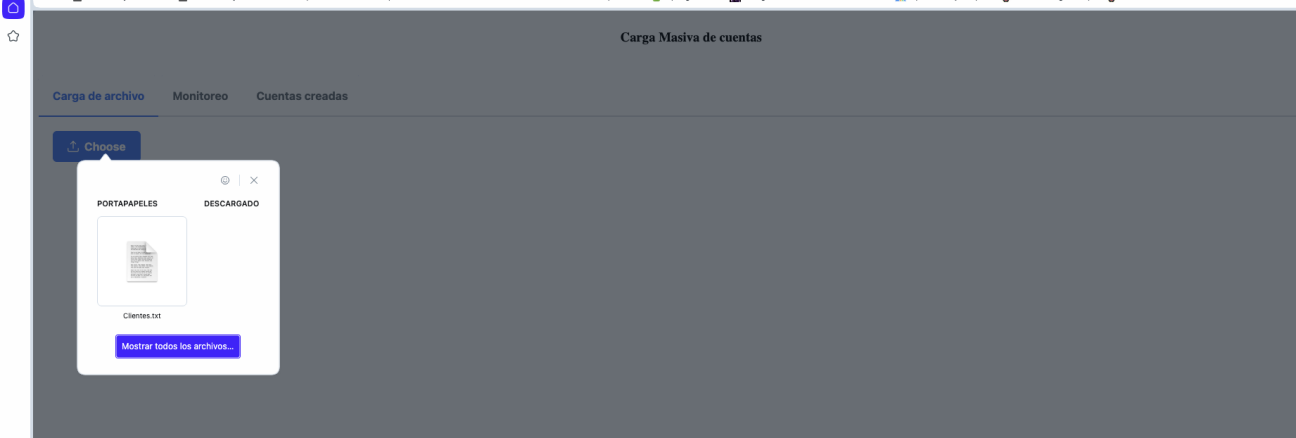 Carga Masiva de cuentas
Carga de archivo Monitoreo Cuentas creadas
Choose
PORTAPAPELES DESCARGADO
Clientes.txt
Mostrar todos los archivos...